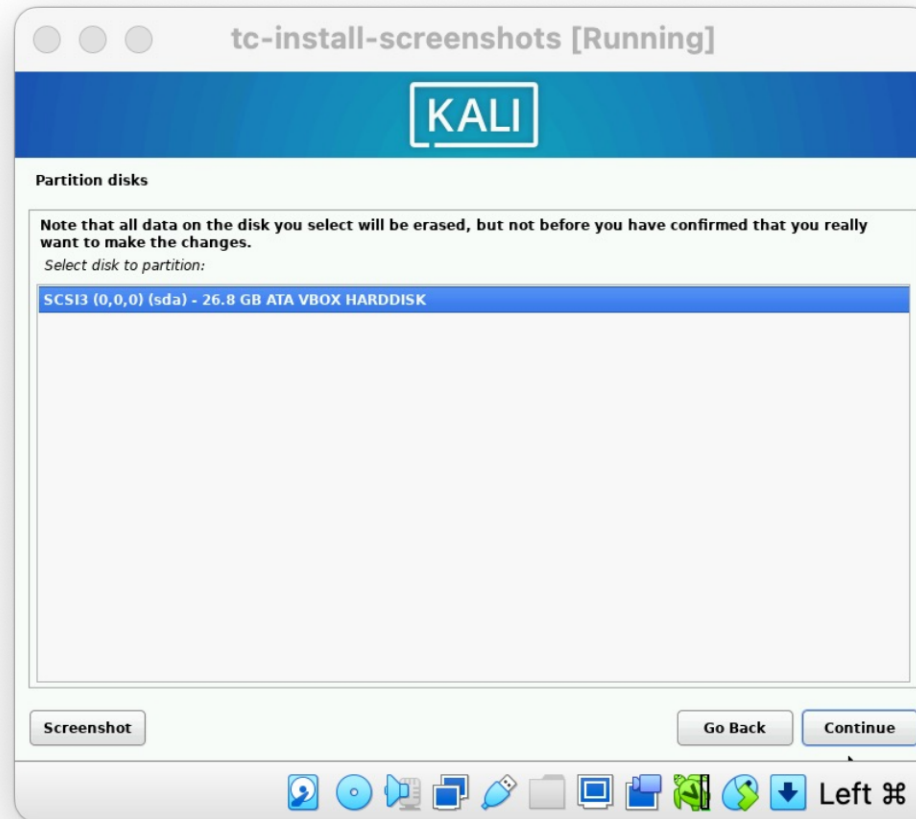 tc-install-screenshots [Running]
KALI
Partition disks
Note that all data on the disk you select will be erased, but not before you have confirmed that you really
want to make the changes.
Select disk to partition:
SCSI3 (0,0,0) (sda) - 26.8 GB ATA VBOX HARDDISK
Screenshot Go Back Continue
Left ⌘